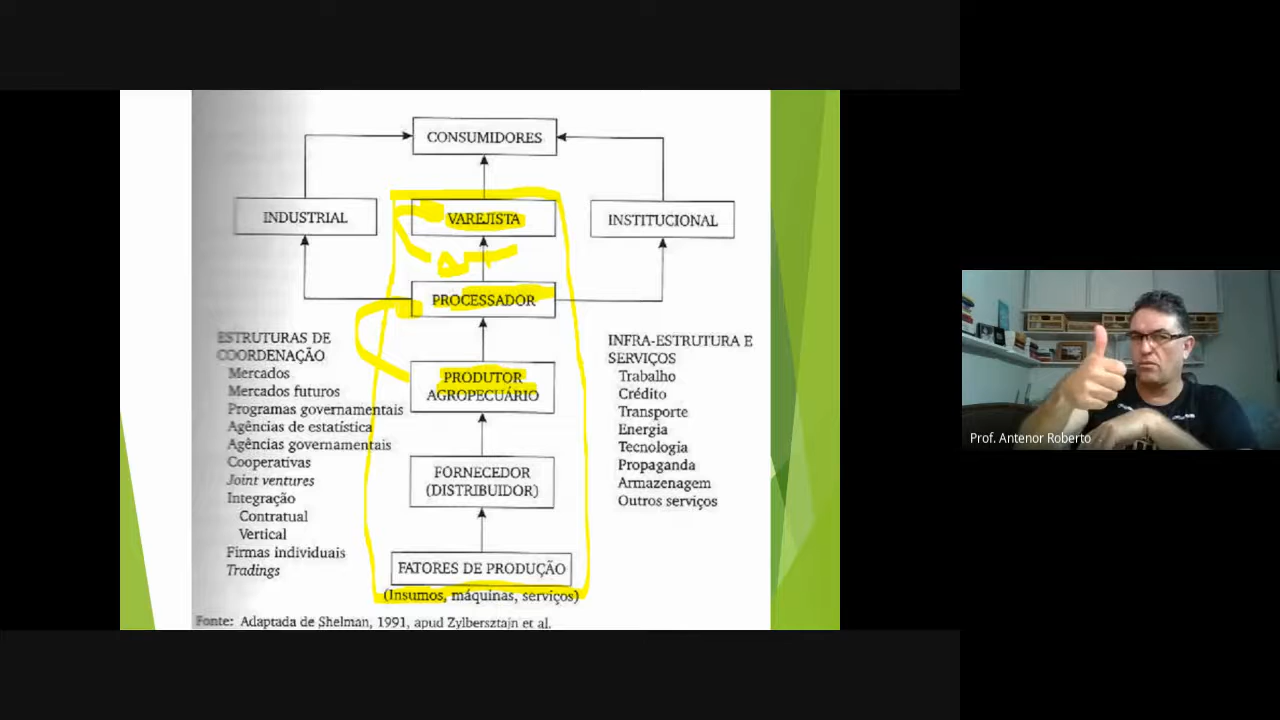 CONSUMIDORES
INDUSTRIAL
VAREJISTA
INSTITUCIONAL
PROCESSADOR
ESTRUTURAS DE
COORDENAÇÃO
Mercados
Mercados futuros
Programas governamentais
Agências de estatística
Agências governamentais
Cooperativas
Joint ventures
Integração
Contratual
Vertical
Firmas individuais
Tradings
PRODUTOR
AGROPECUÁRIO
FORNECEDOR
(DISTRIBUIDOR)
FATORES DE PRODUÇÃO
(Insumos, máquinas, serviços)
INFRA-ESTRUTURA E
SERVIÇOS
Trabalho
Crédito
Transporte
Energia
Tecnologia
Propaganda
Armazenagem
Outros serviços
Fonte: Adaptada de Shelman, 1991, apud Zylbersztajn et al.
Prof. Antenor Roberto